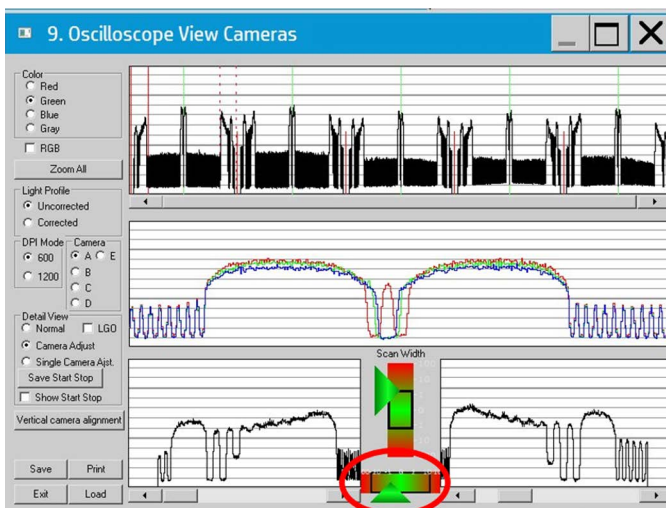 9. Oscilloscope View Cameras
Color
Red
Green
Blue
Gray
RGB
Zoom All
Light Profile
Uncorrected
Corrected
DPI Mode
Camera
600
A
E
1200
B
C
D
Detail View
Normal
LGO
Camera Adjust
Single Camera Ajst.
Save Start Stop
Show Start Stop
Vertical camera alignment
Save
Print
Exit
Load
Scan Width